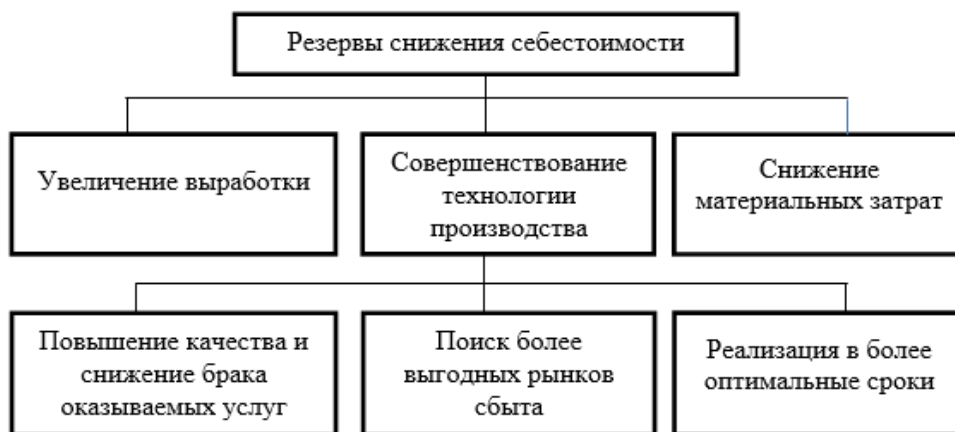 Резервы снижения себестоимости
Увеличение выработки
Совершенствование
технологии
производства
Снижение
материальных затрат
Повышение качества и
снижение брака
оказываемых услуг
Поиск более
выгодных рынков
сбыта
Реализация в более
оптимальные сроки